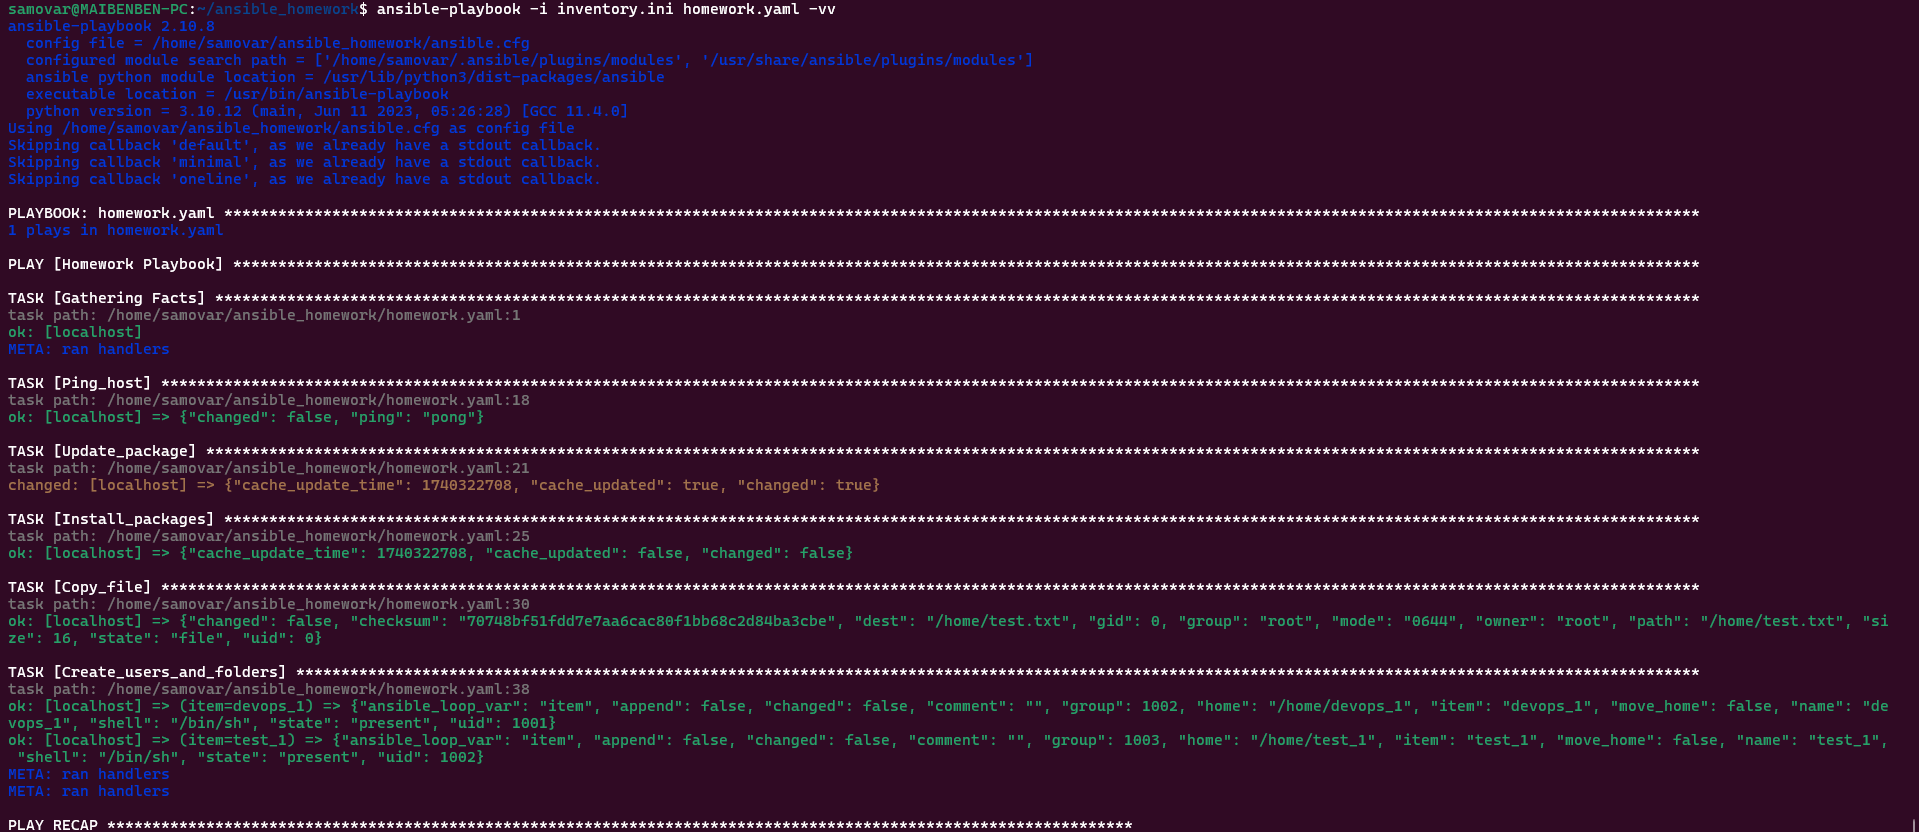 samovar@MAIBENBEN-PC:~/ansible_homework$ ansible-playbook -i inventory.ini homework.yaml -vv
ansible-playbook 2.10.8
  config file = /home/samovar/ansible_homework/ansible.cfg
  configured module search path = ['/home/samovar/.ansible/plugins/modules', '/usr/share/ansible/plugins/modules']
  ansible python module location = /usr/lib/python3/dist-packages/ansible
  executable location = /usr/bin/ansible-playbook
  python version = 3.10.12 (main, Jun 11 2023, 05:26:28) [GCC 11.4.0]
Using /home/samovar/ansible_homework/ansible.cfg as config file
Skipping callback 'default', as we already have a stdout callback.
Skipping callback 'minimal', as we already have a stdout callback.
Skipping callback 'oneline', as we already have a stdout callback.

PLAYBOOK: homework.yaml ********************************************************************************************************************************************************************
1 plays in homework.yaml

PLAY [Homework Playbook] *******************************************************************************************************************************************************************

TASK [Gathering Facts] *********************************************************************************************************************************************************************
task path: /home/samovar/ansible_homework/homework.yaml:1
ok: [localhost]
META: ran handlers

TASK [Ping_host] ***************************************************************************************************************************************************************************
task path: /home/samovar/ansible_homework/homework.yaml:18
ok: [localhost] => {"changed": false, "ping": "pong"}

TASK [Update_package] **********************************************************************************************************************************************************************
task path: /home/samovar/ansible_homework/homework.yaml:21
changed: [localhost] => {"cache_update_time": 1740322708, "cache_updated": true, "changed": true}

TASK [Install_packages] ********************************************************************************************************************************************************************
task path: /home/samovar/ansible_homework/homework.yaml:25
ok: [localhost] => {"cache_update_time": 1740322708, "cache_updated": false, "changed": false}

TASK [Copy_file] ***************************************************************************************************************************************************************************
task path: /home/samovar/ansible_homework/homework.yaml:30
ok: [localhost] => {"changed": false, "checksum": "70748bf51fdd7e7aa6cac80f1bb68c2d84ba3cbe", "dest": "/home/test.txt", "gid": 0, "group": "root", "mode": "0644", "owner": "root", "path": "/home/test.txt", "si
ze": 16, "state": "file", "uid": 0}

TASK [Create_users_and_folders] ************************************************************************************************************************************************************
task path: /home/samovar/ansible_homework/homework.yaml:38
ok: [localhost] => (item=devops_1) => {"ansible_loop_var": "item", "append": false, "changed": false, "comment": "", "group": 1002, "home": "/home/devops_1", "item": "devops_1", "move_home": false, "name": "de
vops_1", "shell": "/bin/sh", "state": "present", "uid": 1001}
ok: [localhost] => (item=test_1) => {"ansible_loop_var": "item", "append": false, "changed": false, "comment": "", "group": 1003, "home": "/home/test_1", "item": "test_1", "move_home": false, "name": "test_1",
 "shell": "/bin/sh", "state": "present", "uid": 1002}
META: ran handlers
META: ran handlers

PLAY RECAP ******************************************************************************************************************